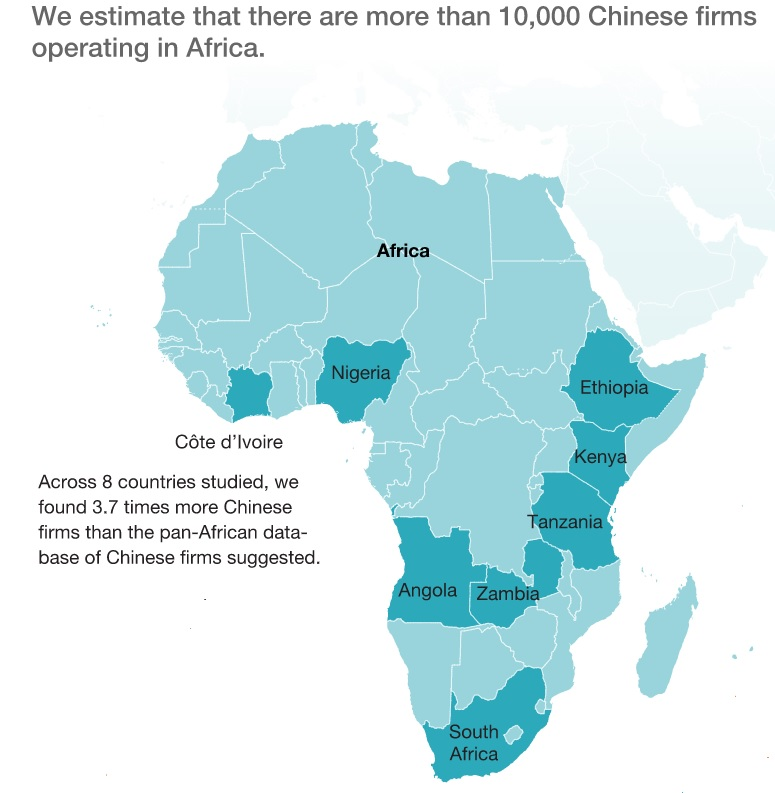 We estimate that there are more than 10,000 Chinese firms
operating in Africa.
Africa
Nigeria
Ethiopia
Côte d'Ivoire
Kenya
Across 8 countries studied, we
found 3.7 times more Chinese
firms than the pan-African data-
base of Chinese firms suggested.
Tanzania
Angola
Zambia
South
Africa